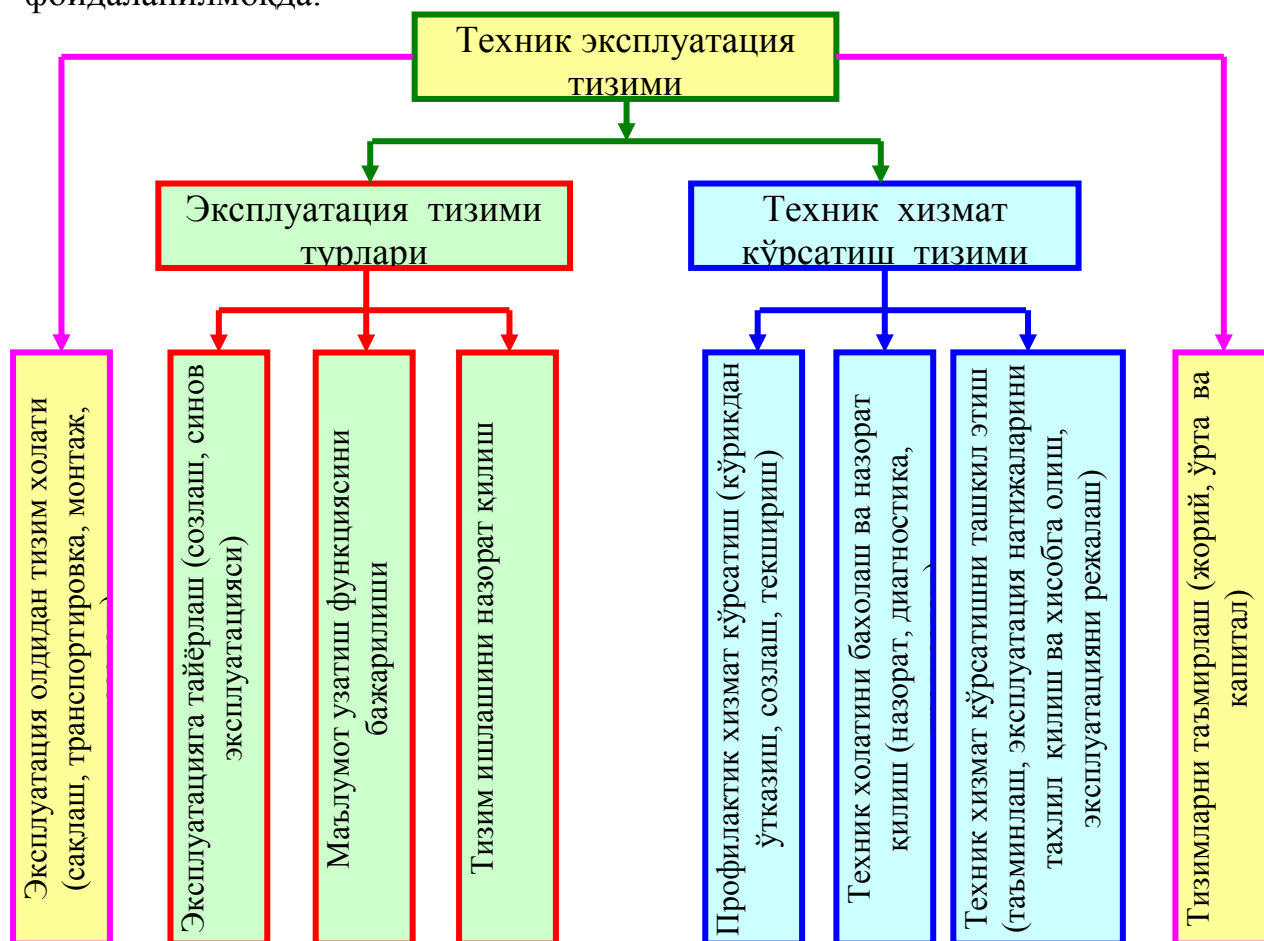 фойдаланилмоқда.
Техник эксплуатация
тизими
Эксплуатация тизими
турлари
Техник хизмат
кўрсатиш тизими
Эксплуатация олдидан тизим холати
(сақлаш, транспортировка, монтаж,
Эксплуатацияга тайёрлаш (созлаш, синов
эксплуатацияси)
Маълумот узатиш функциясини
бажарилиши
Тизим ишлашини назорат қилиш
Профилактик хизмат кўрсатиш (кўрикдан
ўтказиш, созлаш, текшириш)
Техник холатини бахолаш ва назорат
қилиш (назорат, диагностика,
Техник хизмат кўрсатишни ташкил этиш
(таъминлаш, эксплуатация натижаларини
тахлил қилиш ва хисобга олиш,
эксплуатацияни режалаш)
Тизимларни таъмирлаш (жорий, ўрта ва
капитал)